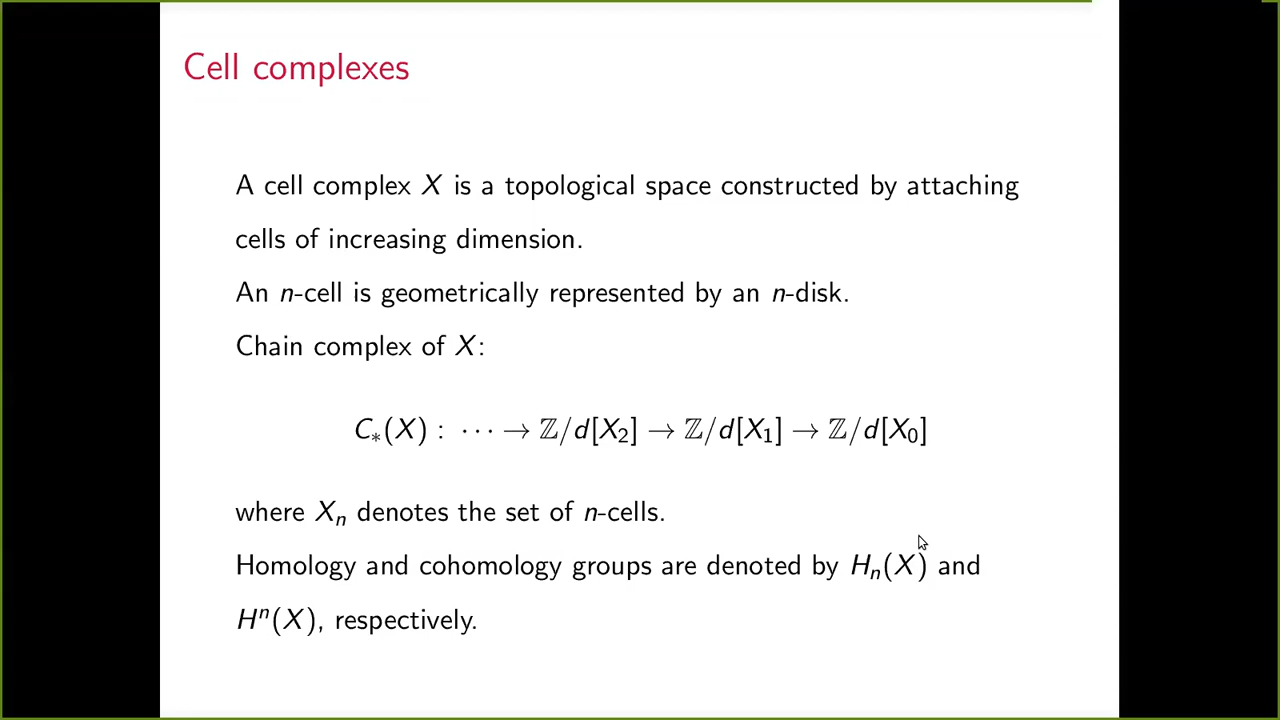 Cell complexes
A cell complex X is a topological space constructed by attaching
cells of increasing dimension.
An n-cell is geometrically represented by an n-disk.
Chain complex of X:
C∗(X) : ⋯ → ℤ/d[X₂] → ℤ/d[X₁] → ℤ/d[X₀]
where Xₙ denotes the set of n-cells.
Homology and cohomology groups are denoted by Hₙ(X) and
Hⁿ(X), respectively.